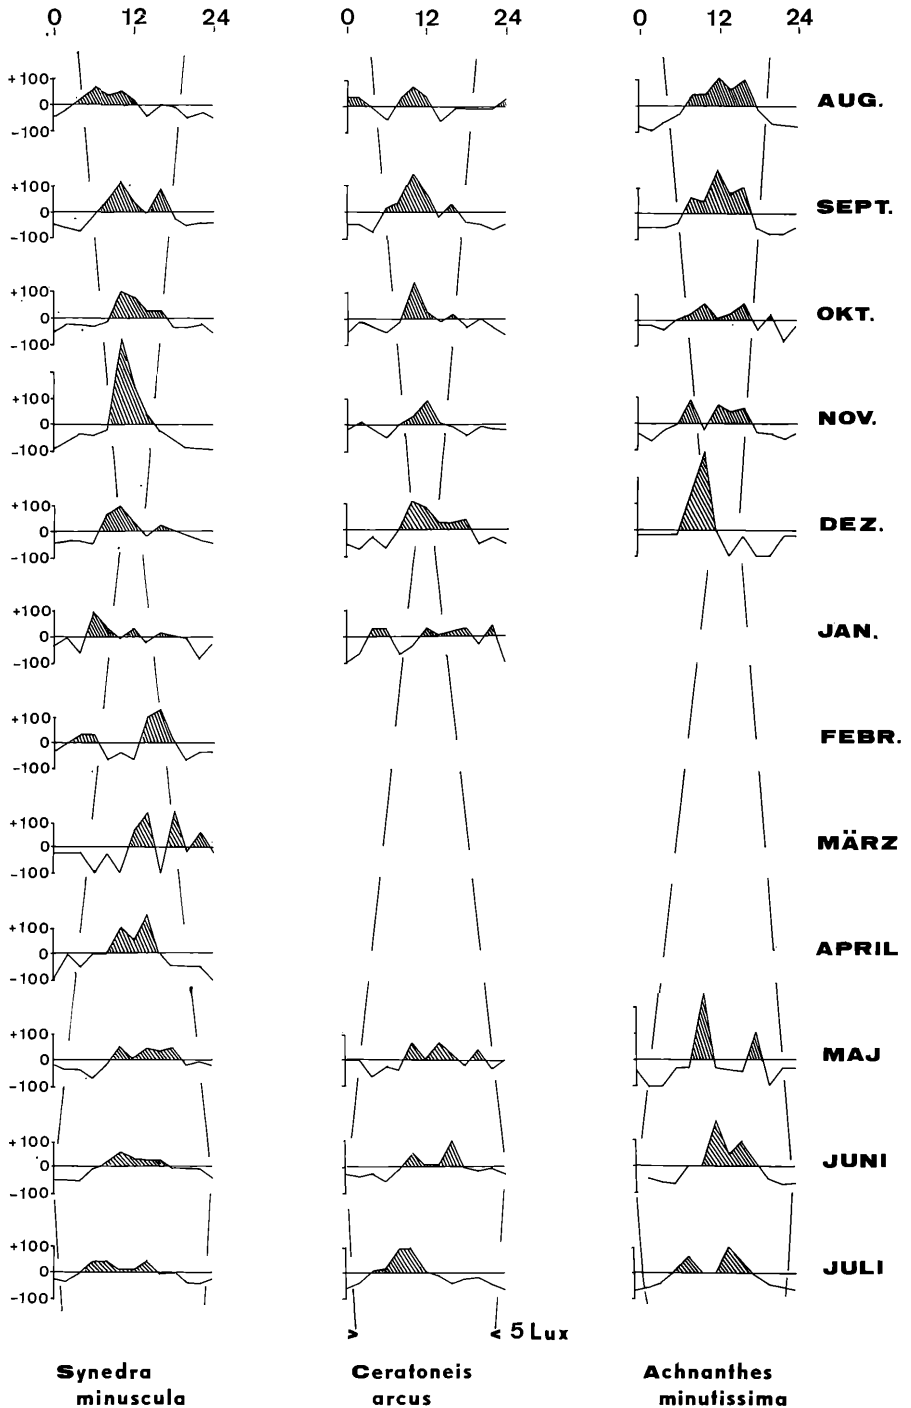 0 12 24 0 12 24 0 12 24
+100
0
-100
AUG.
+100
0
-100
SEPT.
+100
0
-100
OKT.
+100
0
-100
NOV.
+100
0
-100
DEZ.
+100
0
-100
JAN.
+100
0
-100
FEBR.
+100
0
-100
MÄRZ
+100
0
-100
APRIL
+100
0
-100
MAJ
+100
0
-100
JUNI
+100
0
-100
JULI
> < 5 Lux
Synedra Ceratoneis Achnanthes
minuscula arcus minutissima